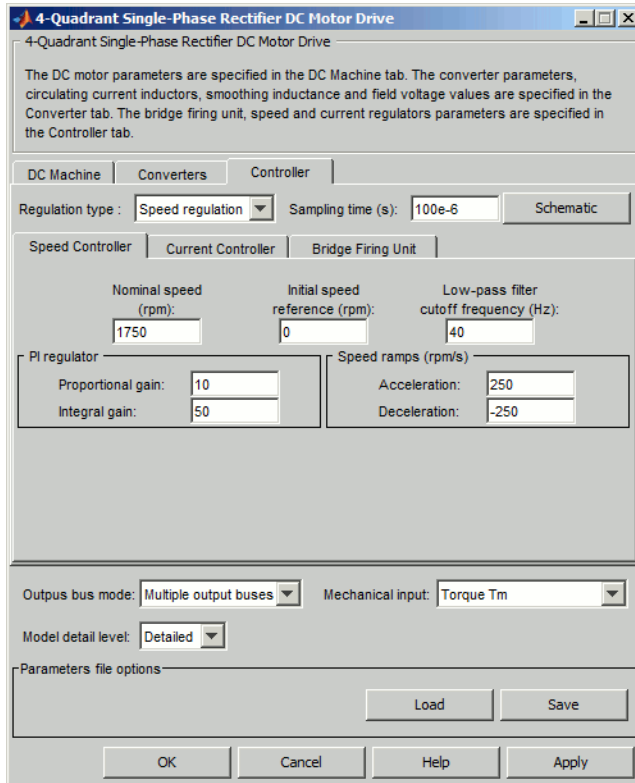 4-Quadrant Single-Phase Rectifier DC Motor Drive
4-Quadrant Single-Phase Rectifier DC Motor Drive
The DC motor parameters are specified in the DC Machine tab. The converter parameters,
circulating current inductors, smoothing inductance and field voltage values are specified in the
Converter tab. The bridge firing unit, speed and current regulators parameters are specified in
the Controller tab.
DC Machine Converters Controller
Regulation type : Speed regulation Sampling time (s): 100e-6 Schematic
Speed Controller Current Controller Bridge Firing Unit
Nominal speed Initial speed Low-pass filter
(rpm): reference (rpm): cutoff frequency (Hz):
1750 0 40
PI regulator Speed ramps (rpm/s)
Proportional gain: 10 Acceleration: 250
Integral gain: 50 Deceleration: -250
Outpus bus mode: Multiple output buses Mechanical input: Torque Tm
Model detail level: Detailed
Parameters file options
Load Save
OK Cancel Help Apply